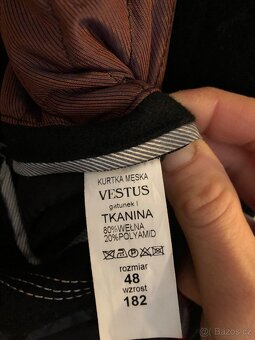 KURTKA MĘSKA
VESTUS
gatunek I
TKANINA
80%WEŁNA
20%POLYAMID
rozmiar
48
wzrost
182
©Bazos.cz